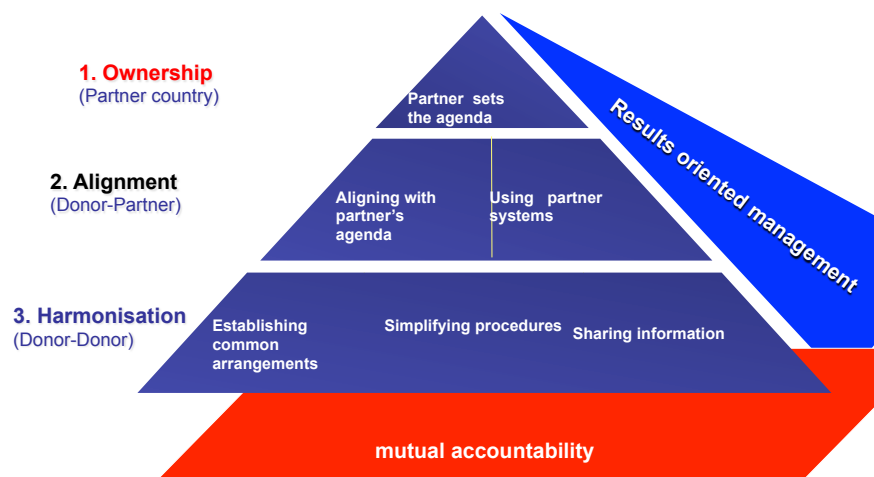 1. Ownership
(Partner country)
Partner sets
the agenda
2. Alignment
(Donor-Partner)
Aligning with
partner's
agenda
Using partner
systems
3. Harmonisation
(Donor-Donor)
Establishing
common
arrangements
Simplifying procedures
Sharing information
Results oriented management
mutual accountability